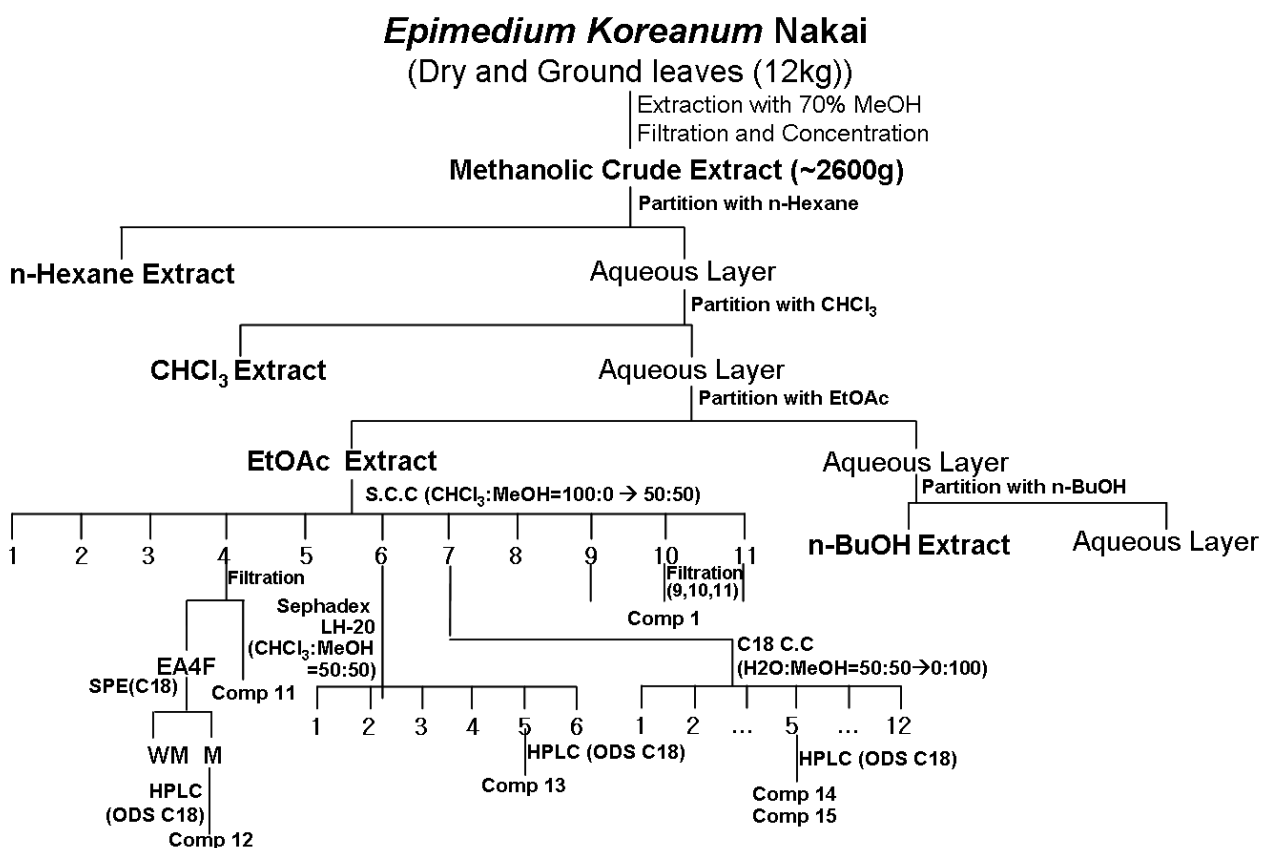 Epimedium Koreanum Nakai
(Dry and Ground leaves (12kg))
Extraction with 70% MeOH
Filtration and Concentration
Methanolic Crude Extract (~2600g)
Partition with n-Hexane
n-Hexane Extract
Aqueous Layer
Partition with CHCl₃
CHCl₃ Extract
Aqueous Layer
Partition with EtOAc
EtOAc Extract
Aqueous Layer
S.C.C (CHCl₃:MeOH=100:0 → 50:50)
Partition with n-BuOH
n-BuOH Extract
Aqueous Layer
1 2 3 4 5 6 7 8 9 10 11
Filtration
Filtration
(9,10,11)
Comp 1
Sephadex
LH-20
(CHCl₃:MeOH
=50:50)
C18 C.C
(H2O:MeOH=50:50→0:100)
EA4F
SPE(C18)
Comp 11
WM M
HPLC
(ODS C18)
Comp 12
1 2 3 4 5 6
HPLC (ODS C18)
Comp 13
1 2 ... 5 ... 12
HPLC (ODS C18)
Comp 14
Comp 15